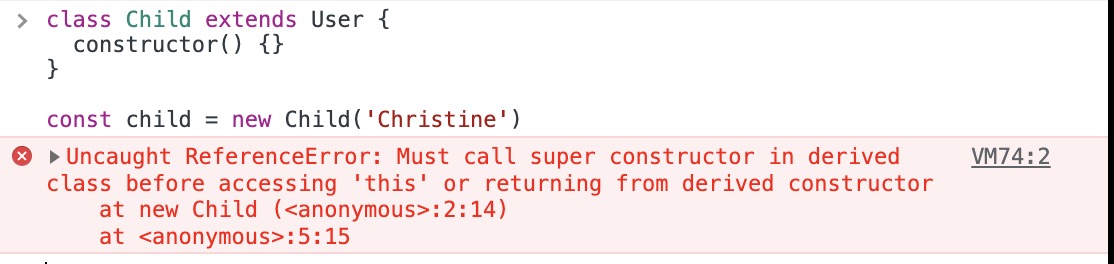 > class Child extends User {
  constructor() {}
}

const child = new Child('Christine')
▶Uncaught ReferenceError: Must call super constructor in derived VM74:2
class before accessing 'this' or returning from derived constructor
    at new Child (<anonymous>:2:14)
    at <anonymous>:5:15